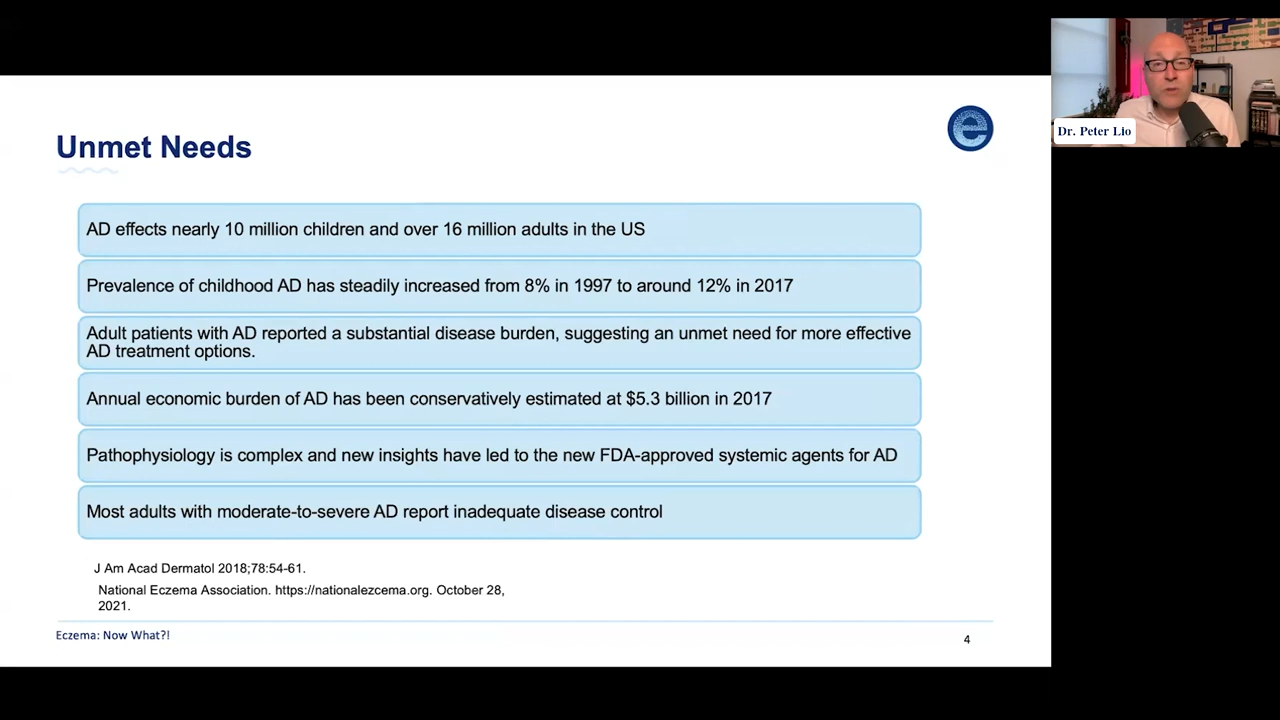 Unmet Needs
e
Dr. Peter Lio
AD effects nearly 10 million children and over 16 million adults in the US
Prevalence of childhood AD has steadily increased from 8% in 1997 to around 12% in 2017
Adult patients with AD reported a substantial disease burden, suggesting an unmet need for more effective
AD treatment options.
Annual economic burden of AD has been conservatively estimated at $5.3 billion in 2017
Pathophysiology is complex and new insights have led to the new FDA-approved systemic agents for AD
Most adults with moderate-to-severe AD report inadequate disease control
J Am Acad Dermatol 2018;78:54-61.
National Eczema Association. https://nationalezcema.org. October 28,
2021.
Eczema: Now What?!
4